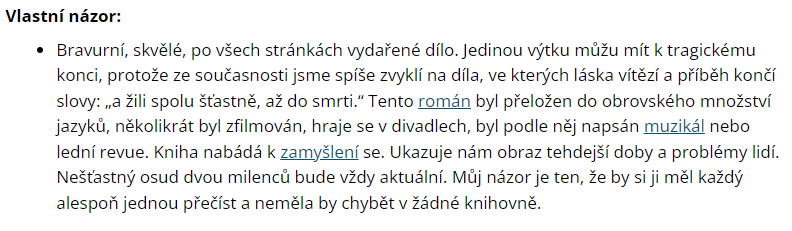 Vlastní názor:
• Bravurní, skvělé, po všech stránkách vydařené dílo. Jedinou výtku můžu mít k tragickému
konci, protože ze současnosti jsme spíše zvyklí na díla, ve kterých láska vítězí a příběh končí
slovy: „a žili spolu šťastně, až do smrti.“ Tento román byl přeložen do obrovského množství
jazyků, několikrát byl zfilmován, hraje se v divadlech, byl podle něj napsán muzikál nebo
lední revue. Kniha nabádá k zamyšlení se. Ukazuje nám obraz tehdejší doby a problémy lidí.
Nešťastný osud dvou milenců bude vždy aktuální. Můj názor je ten, že by si ji měl každý
alespoň jednou přečíst a neměla by chybět v žádné knihovně.